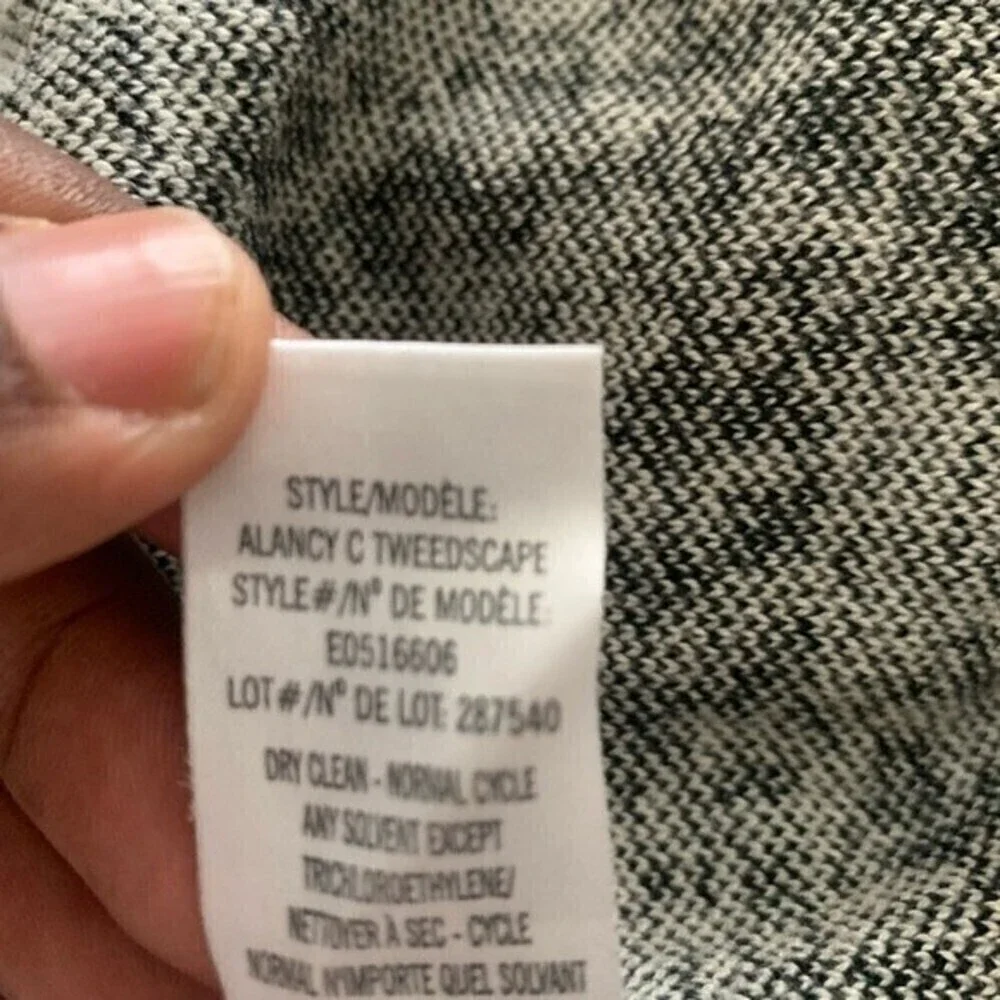 STYLE/MODÈLE:
ALANCY C TWEEDSCAPE
STYLE#/N° DE MODÈLE:
E0516606
LOT#/N° DE LOT: 287540
DRY CLEAN - NORMAL CYCLE
ANY SOLVENT EXCEPT
TRICHLOROETHYLENE/
NETTOYER À SEC - CYCLE
NORMAL N'IMPORTE QUEL SOLVANT